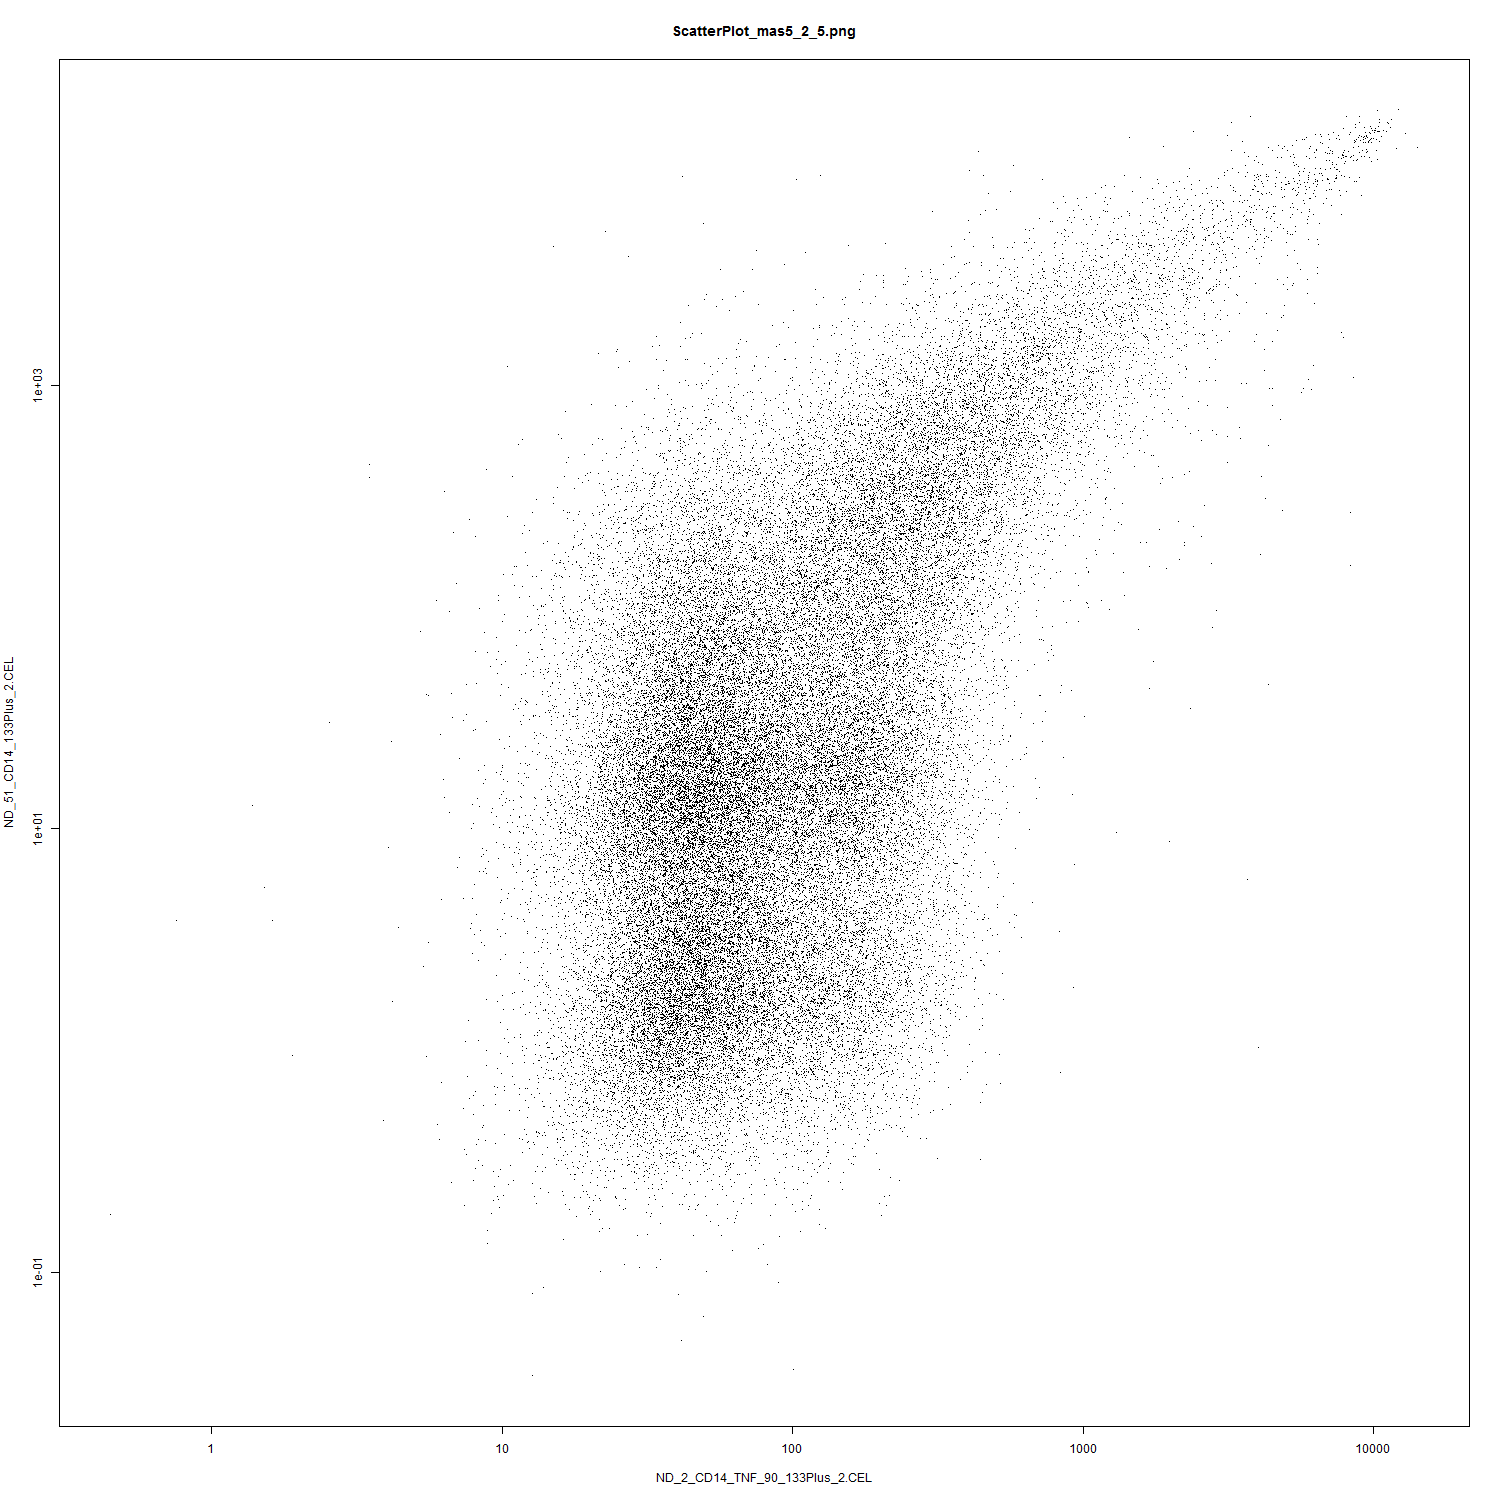 ScatterPlot_mas5_2_5.png
1e+03
1e+01
1e-01
ND_51_CD14_133Plus_2.CEL
1
10
100
1000
10000
ND_2_CD14_TNF_90_133Plus_2.CEL